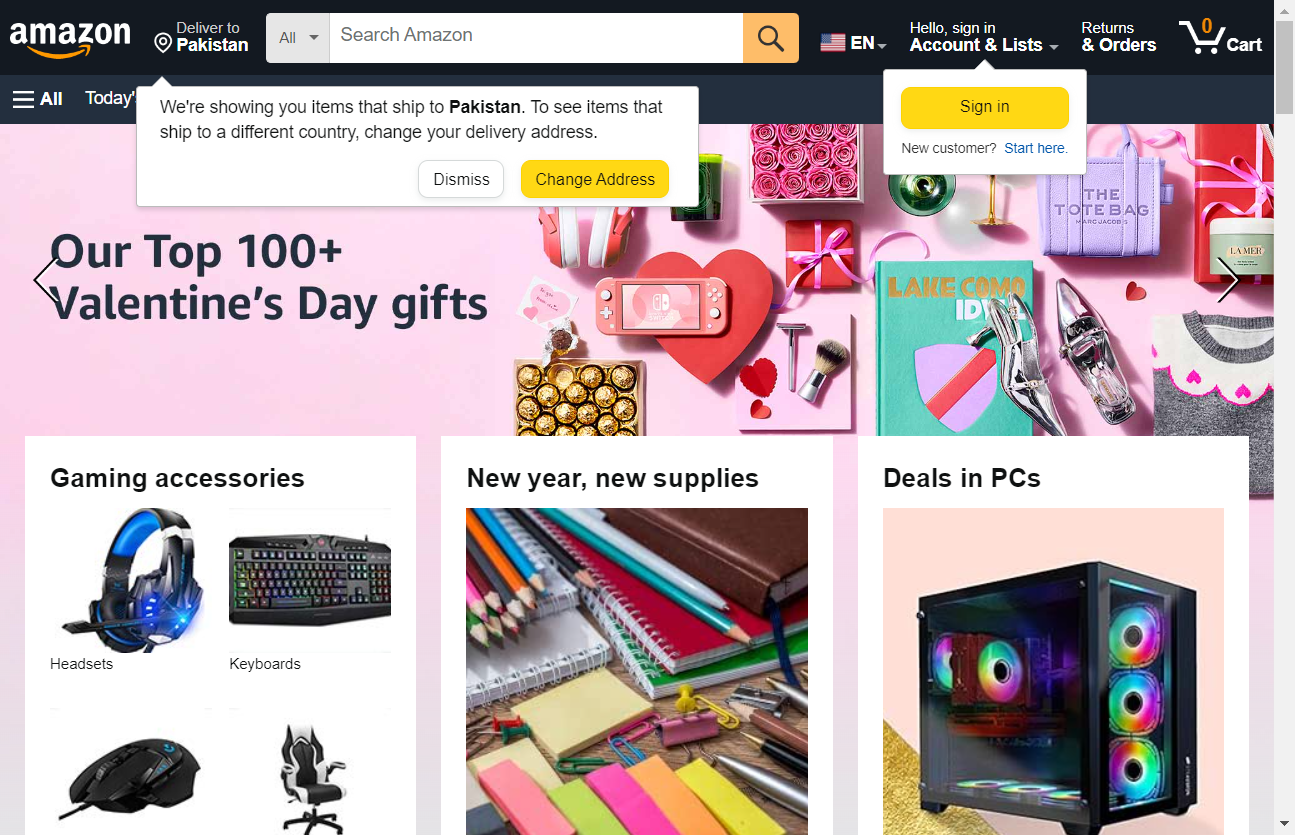 amazon
Deliver to
Pakistan
All
Search Amazon
EN
Hello, sign in
Account & Lists
Returns
& Orders
0
Cart
All
Today's
We're showing you items that ship to Pakistan. To see items that
ship to a different country, change your delivery address.
Dismiss
Change Address
Sign in
New customer? Start here.
Our Top 100+
Valentine's Day gifts
THE
TOTE BAG
MARC JACOBS
LA MER
LAKE COMO
SWITCH
Gaming accessories
New year, new supplies
Deals in PCs
Headsets
Keyboards